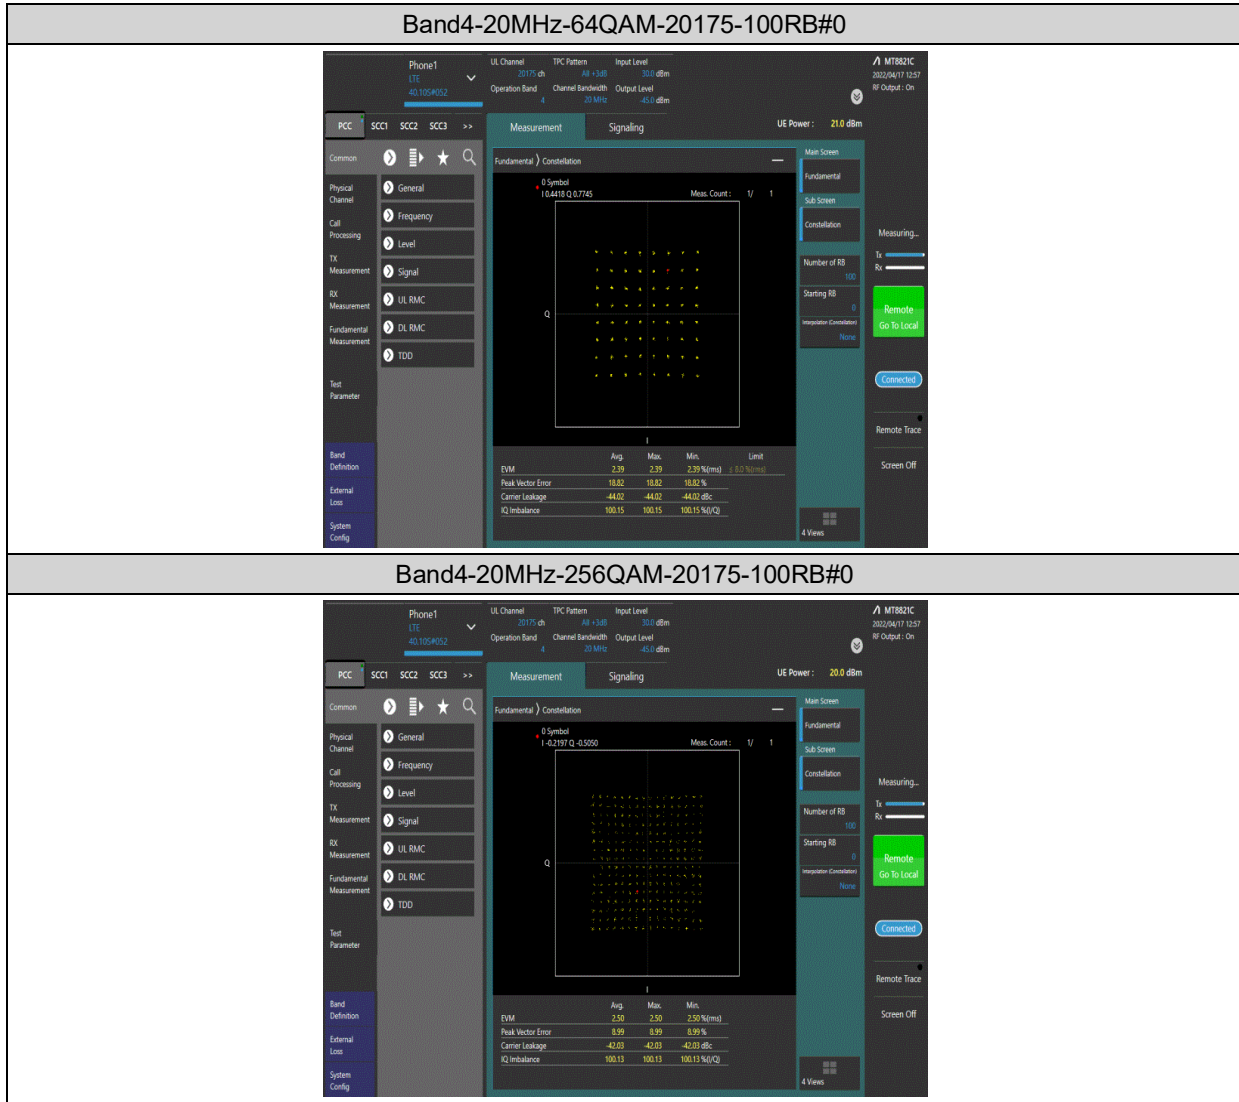 Band4-20MHz-64QAM-20175-100RB#0
Phone1
LTE
40.10S#052
UL Channel TPC Pattern Input Level
20175 ch All +3dB 30.0 dBm
Operation Band Channel Bandwidth Output Level
4 20 MHz -45.0 dBm
MT8821C
2022/04/17 12:57
RF Output : On
PCC SCC1 SCC2 SCC3 >>
Measurement Signaling
UE Power : 21.0 dBm
Common
Physical
Channel
Call
Processing
TX
Measurement
RX
Measurement
Fundamental
Measurement
Test
Parameter
Band
Definition
External
Loss
System
Config
General
Frequency
Level
Signal
UL RMC
DL RMC
TDD
Fundamental Constellation
0 Symbol
I 0.4418 Q 0.7745 Meas. Count : 1/ 1
Q
I
Avg. Max. Min. Limit
EVM 2.39 2.39 2.39 %(rms) ≤ 8.0 %(rms)
Peak Vector Error 18.82 18.82 18.82 %
Carrier Leakage -44.02 -44.02 -44.02 dBc
IQ Imbalance 100.15 100.15 100.15 %(I/Q)
Main Screen
Fundamental
Sub Screen
Constellation
Number of RB
100
Starting RB
0
Interpolation (Constellation)
None
4 Views
Measuring...
Tx
Rx
Remote
Go To Local
Connected
Remote Trace
Screen Off
Band4-20MHz-256QAM-20175-100RB#0
Phone1
LTE
40.10S#052
UL Channel TPC Pattern Input Level
20175 ch All +3dB 30.0 dBm
Operation Band Channel Bandwidth Output Level
4 20 MHz -45.0 dBm
MT8821C
2022/04/17 12:57
RF Output : On
PCC SCC1 SCC2 SCC3 >>
Measurement Signaling
UE Power : 20.0 dBm
Common
Physical
Channel
Call
Processing
TX
Measurement
RX
Measurement
Fundamental
Measurement
Test
Parameter
Band
Definition
External
Loss
System
Config
General
Frequency
Level
Signal
UL RMC
DL RMC
TDD
Fundamental Constellation
0 Symbol
I -0.2197 Q -0.5050 Meas. Count : 1/ 1
Q
I
Avg. Max. Min.
EVM 2.50 2.50 2.50 %(rms)
Peak Vector Error 8.99 8.99 8.99 %
Carrier Leakage -42.03 -42.03 -42.03 dBc
IQ Imbalance 100.13 100.13 100.13 %(I/Q)
Main Screen
Fundamental
Sub Screen
Constellation
Number of RB
100
Starting RB
0
Interpolation (Constellation)
None
4 Views
Measuring...
Tx
Rx
Remote
Go To Local
Connected
Remote Trace
Screen Off